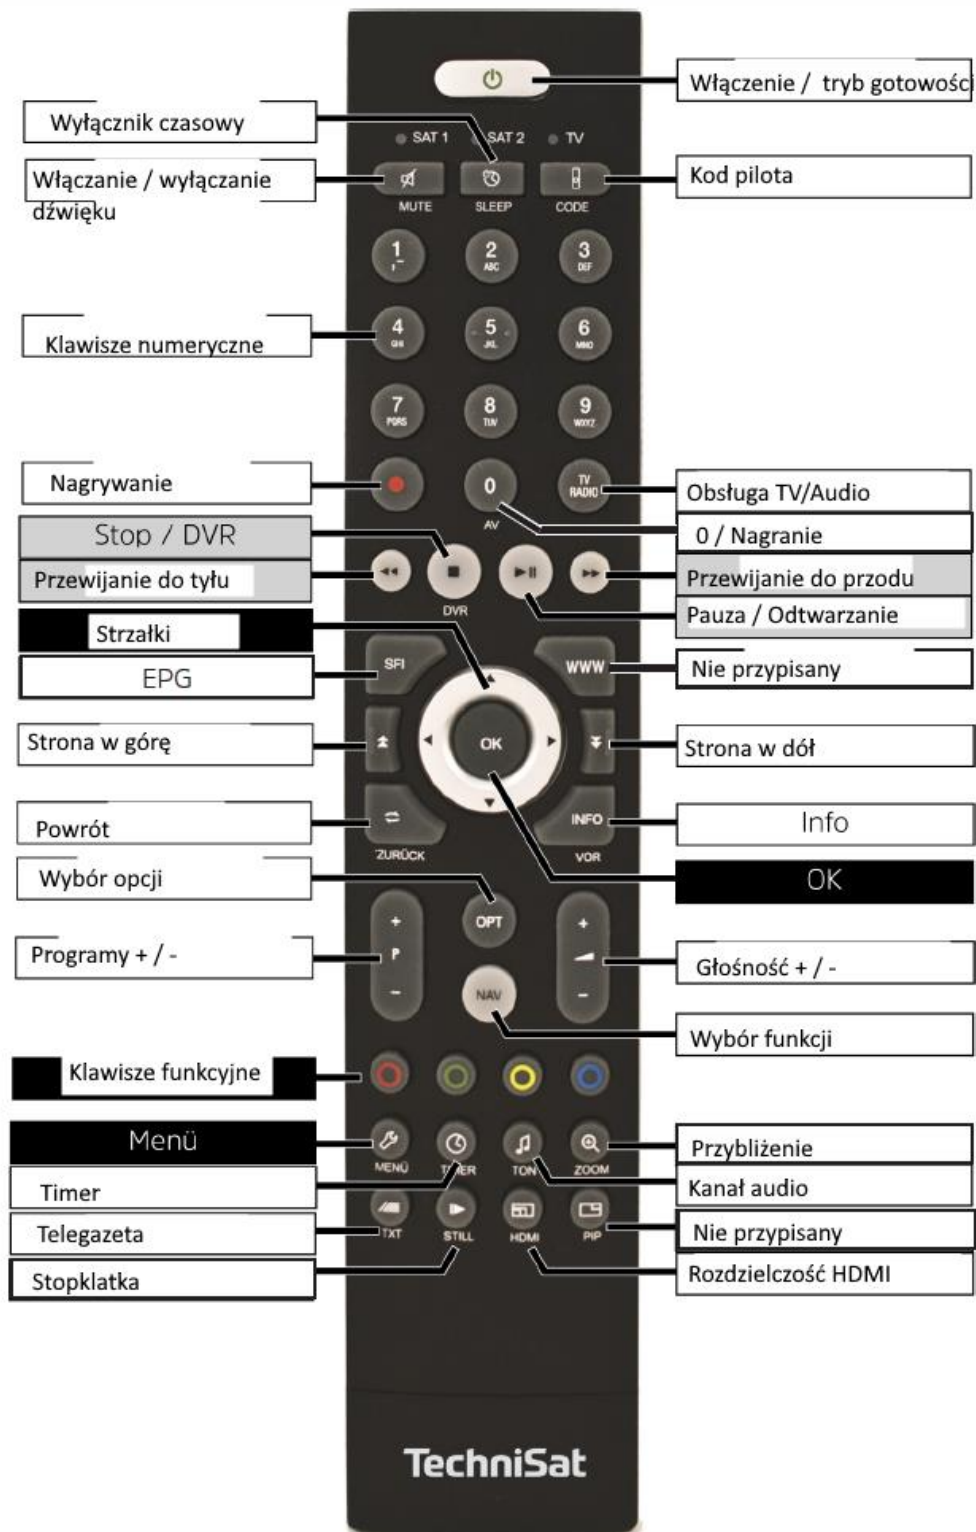 Włączenie / tryb gotowości
Wyłącznik czasowy
SAT 1 SAT 2 TV
Włączanie / wyłączanie
dźwięku
Kod pilota
MUTE SLEEP CODE
1 2 3
,_ ABC DEF
Klawisze numeryczne
4 5 6
GHI JKL MNO
7 8 9
PQRS TUV WXYZ
Nagrywanie
0
TV
RADIO
Obsługa TV/Audio
AV
Stop / DVR
0 / Nagranie
Przewijanie do tyłu
Przewijanie do przodu
DVR
Pauza / Odtwarzanie
Strzałki
SFI
WWW
Nie przypisany
EPG
Strona w górę
OK
Strona w dół
Powrót
INFO
Info
ZURÜCK
VOR
Wybór opcji
OK
OPT
+ +
Programy + / -
P
Głośność + / -
- -
NAV
Wybór funkcji
Klawisze funkcyjne
Menü
Przybliżenie
MENÜ TIMER TON ZOOM
Timer
Kanał audio
Telegazeta
TXT STILL HDMI PIP
Nie przypisany
Stopklatka
Rozdzielczość HDMI
TechniSat